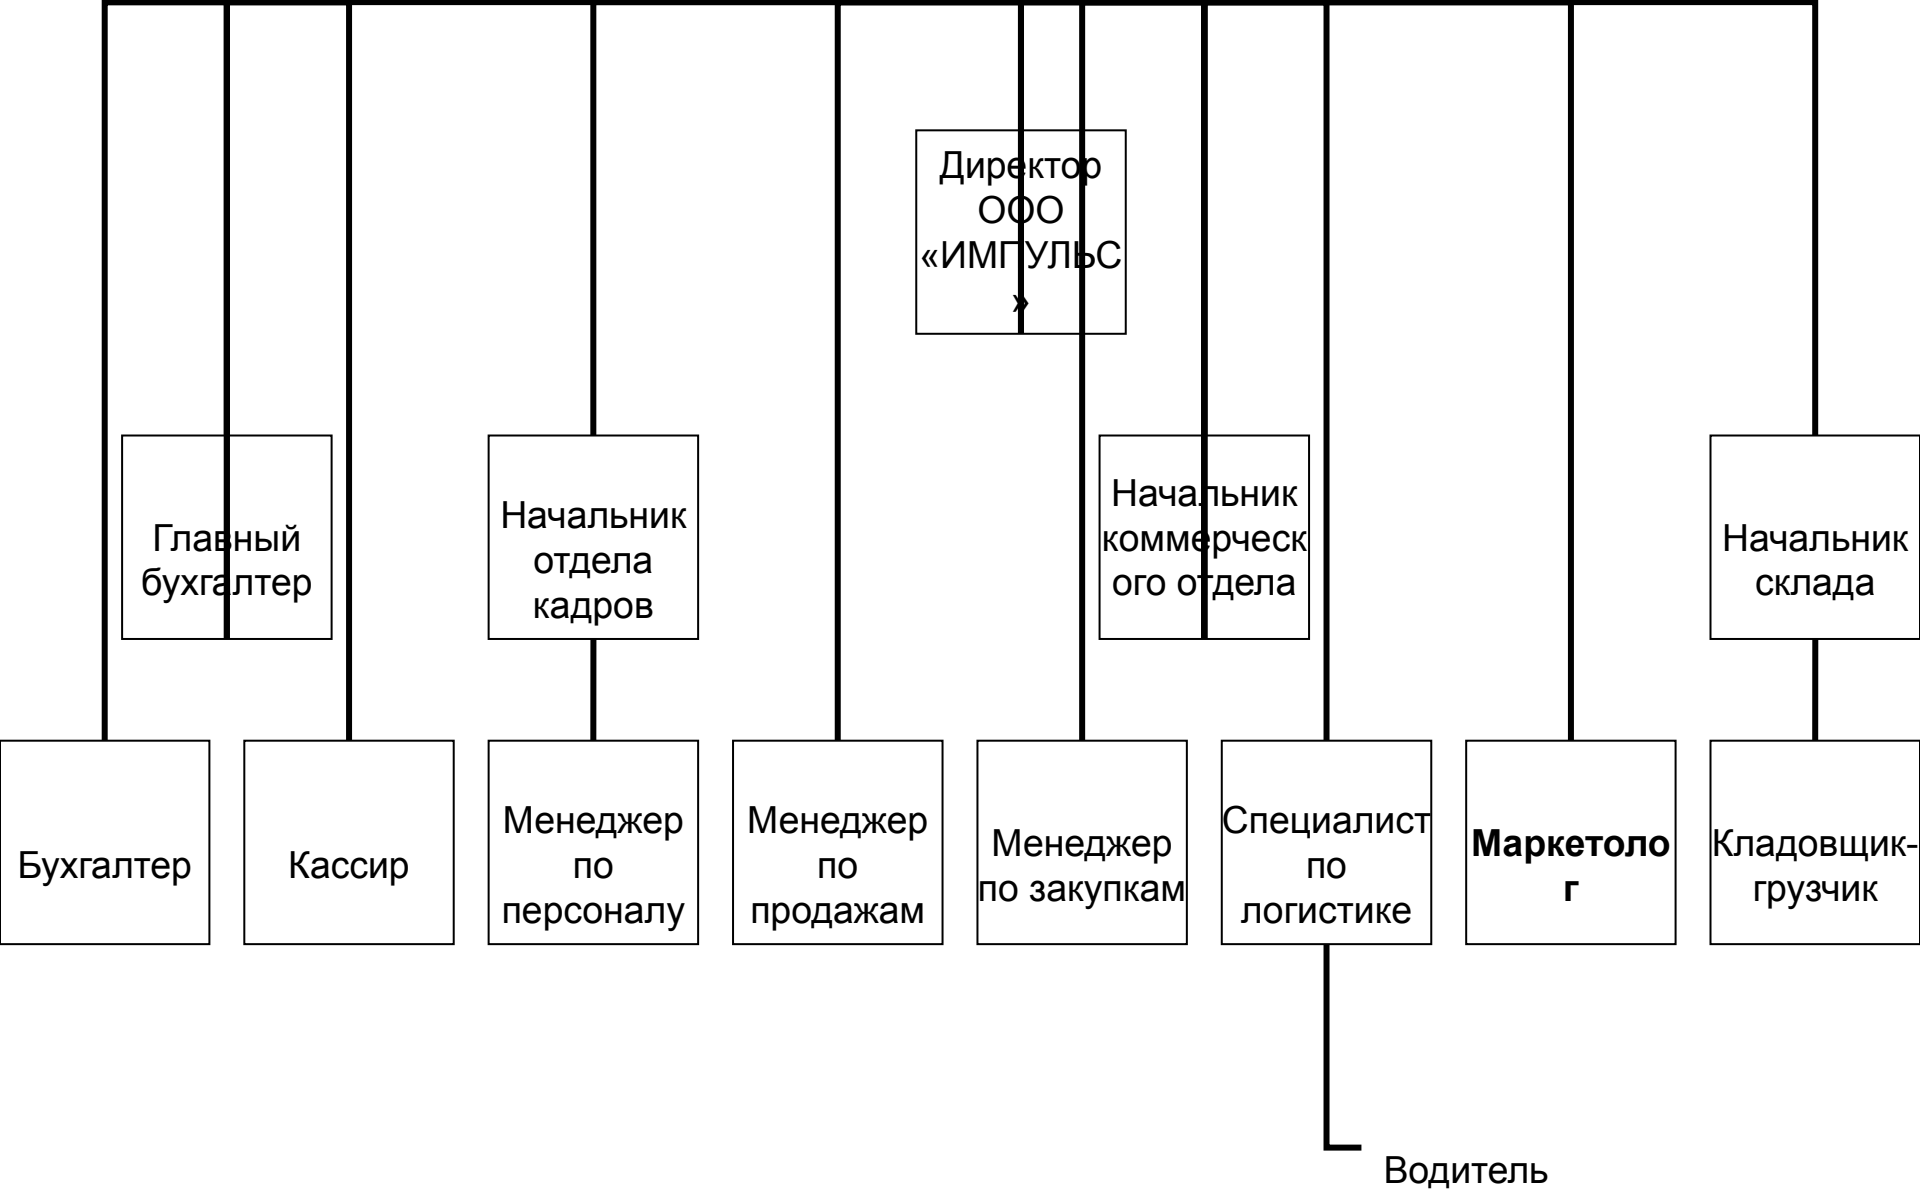 Директор
ООО
«ИМПУЛЬС
»
Главный
бухгалтер
Начальник
отдела
кадров
Начальник
коммерческ
ого отдела
Начальник
склада
Бухгалтер
Кассир
Менеджер
по
персоналу
Менеджер
по
продажам
Менеджер
по закупкам
Специалист
по
логистике
Маркетоло
г
Кладовщик-
грузчик
Водитель